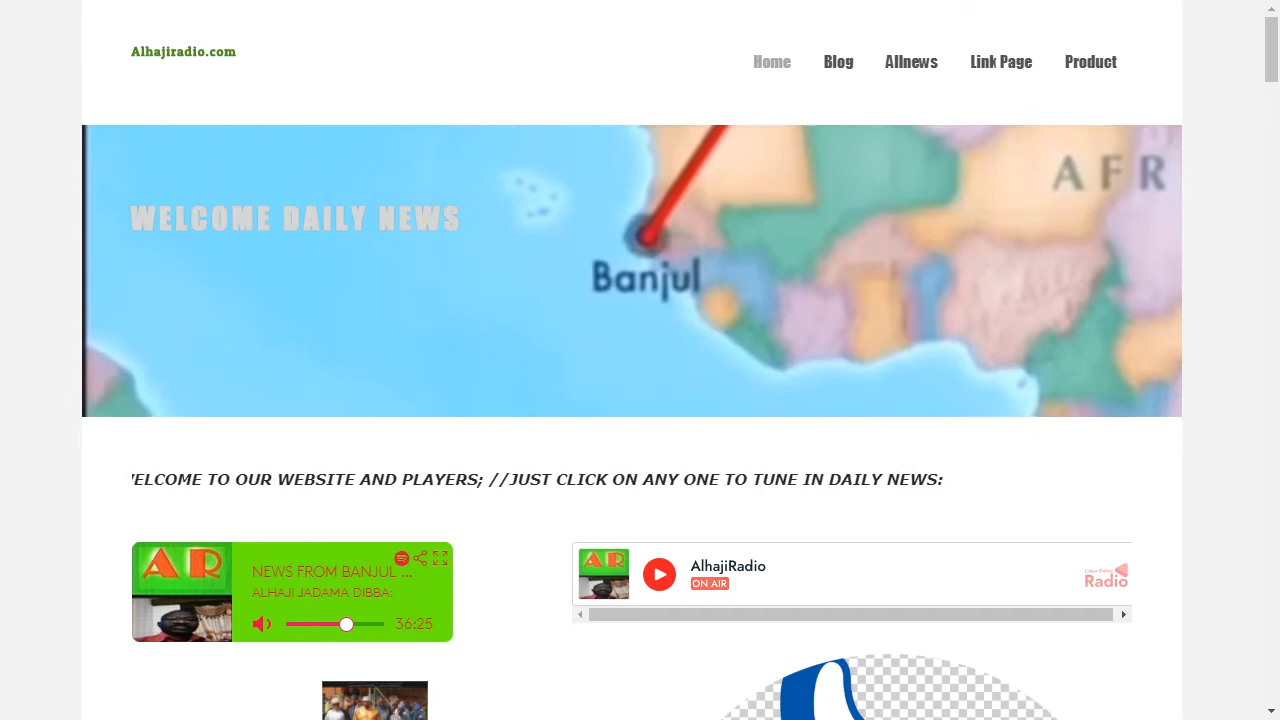 Alhajiradio.com
Home Blog Allnews Link Page Product
AFR
WELCOME DAILY NEWS
Banjul
'ELCOME TO OUR WEBSITE AND PLAYERS; //JUST CLICK ON ANY ONE TO TUNE IN DAILY NEWS:
AR
NEWS FROM BANJUL ...
ALHAJI JADAMA DIBBA:
36:25
AR
AlhajiRadio
ON AIR
Listen Online
Radio